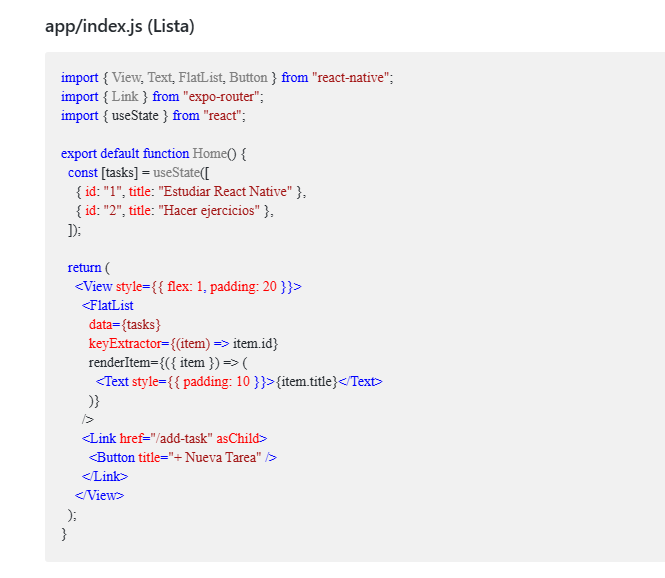 app/index.js (Lista)
import { View, Text, FlatList, Button } from "react-native";
import { Link } from "expo-router";
import { useState } from "react";
export default function Home() {
const [tasks] = useState([
{ id: "1", title: "Estudiar React Native" },
{ id: "2", title: "Hacer ejercicios" },
]);
return (
<View style={{ flex: 1, padding: 20 }}>
<FlatList
data={tasks}
keyExtractor={(item) => item.id}
renderItem={({ item }) => (
<Text style={{ padding: 10 }}>{item.title}</Text>
)}
/>
<Link href="/add-task" asChild>
<Button title="+ Nueva Tarea" />
</Link>
</View>
);
}